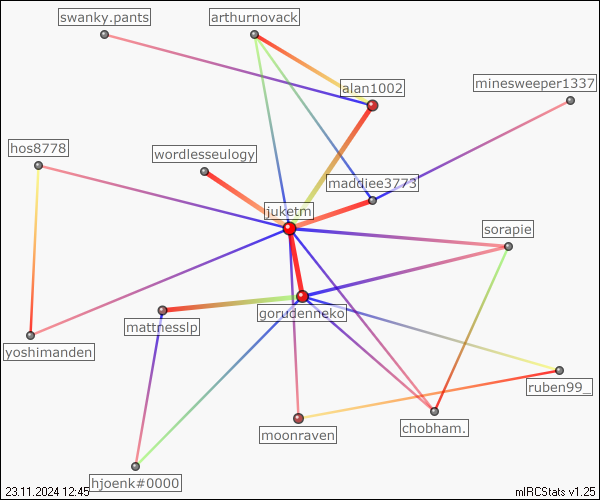 swanky.pants
arthurnovack
alan1002
minesweeper1337
hos8778
wordlesseulogy
maddiee3773
juketm
sorapie
gorudenneko
mattnesslp
yoshimanden
ruben99_
chobham.
moonraven
hjoenk#0000
23.11.2024 12:45
mIRCStats v1.25